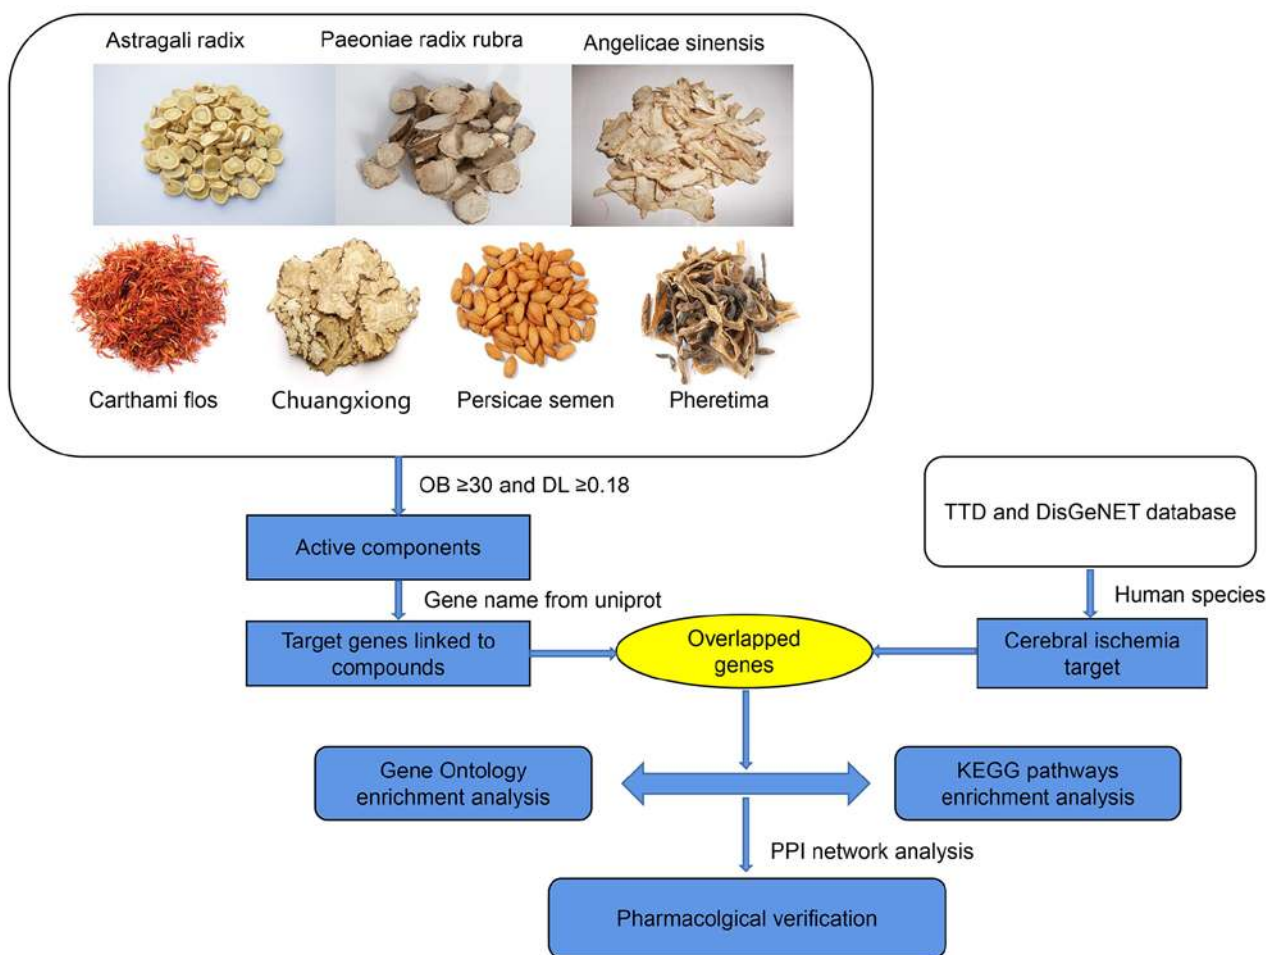 Astragali radix
Paeoniae radix rubra
Angelicae sinensis
Carthami flos
Chuangxiong
Persicae semen
Pheretima
OB ≥30 and DL ≥0.18
TTD and DisGeNET database
Active components
Gene name from uniprot
Human species
Target genes linked to
compounds
Overlapped
genes
Cerebral ischemia
target
Gene Ontology
enrichment analysis
KEGG pathways
enrichment analysis
PPI network analysis
Pharmacolgical verification